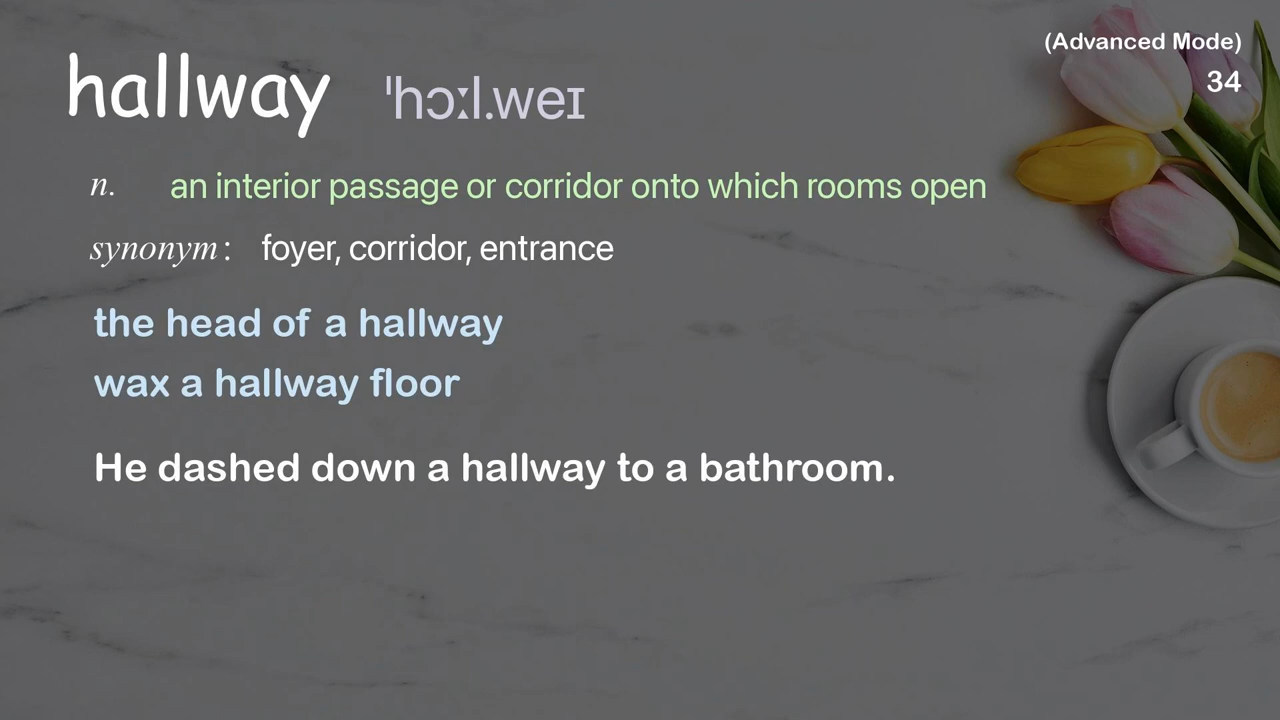 (Advanced Mode)
34
hallway ˈhɔːl.weɪ
n. an interior passage or corridor onto which rooms open
synonym: foyer, corridor, entrance
the head of a hallway
wax a hallway floor
He dashed down a hallway to a bathroom.